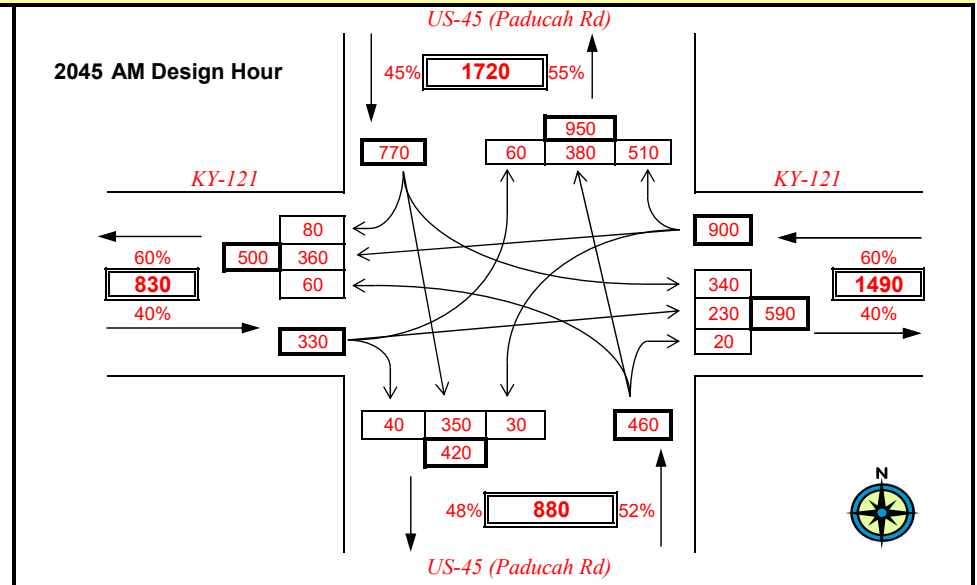 US-45 (Paducah Rd)
2045 AM Design Hour
45% 1720 55%
950
770 60 380 510
KY-121 KY-121
80 900
60% 500 360 60%
830 60 340 1490
40% 230 590 40%
330 20
40 350 30 460
420
N
48% 880 52%
US-45 (Paducah Rd)